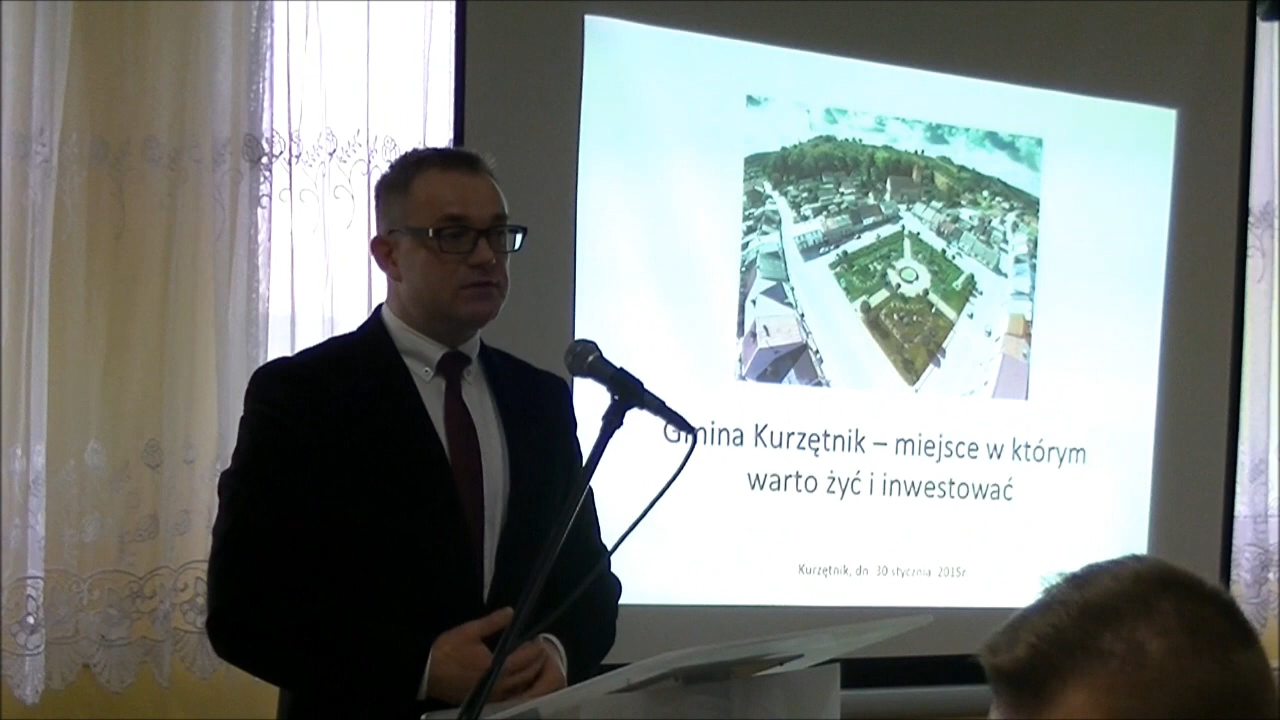 Gmina Kurzętnik – miejsce w którym
warto żyć i inwestować
Kurzętnik, dn. 30 stycznia 2015r